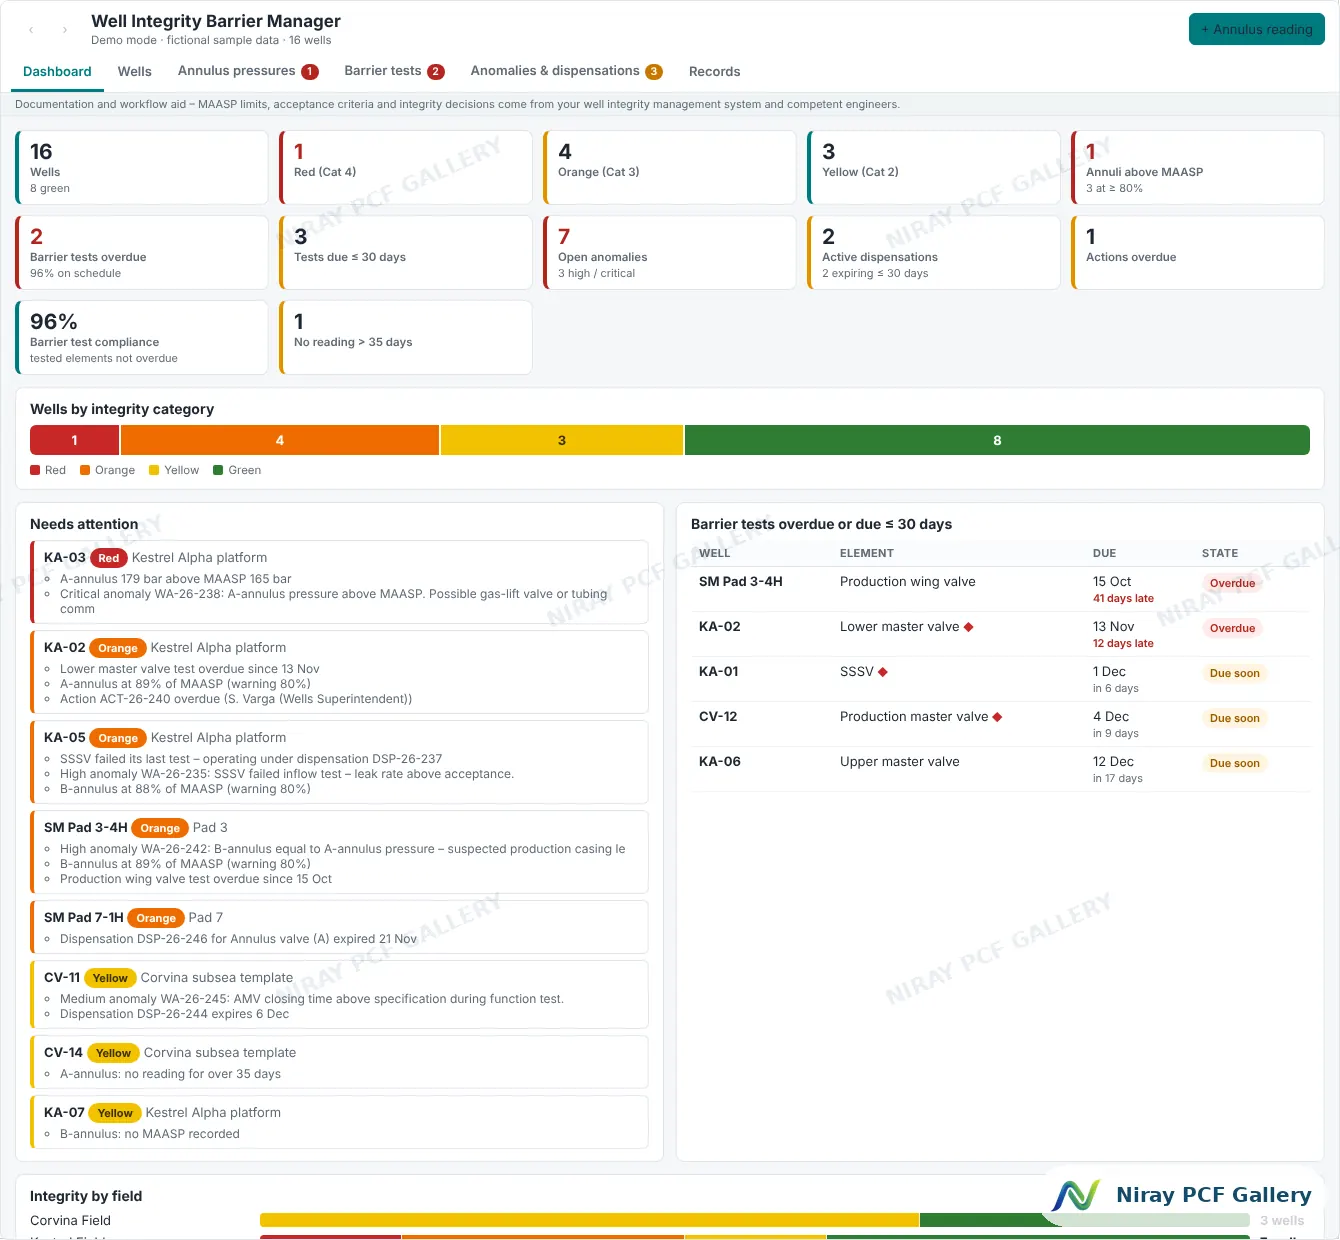 Well Integrity Barrier Manager
Demo mode · fictional sample data · 16 wells
+ Annulus reading
Dashboard
Wells
Annulus pressures 1
Barrier tests 2
Anomalies & dispensations 3
Records
Documentation and workflow aid – MAASP limits, acceptance criteria and integrity decisions come from your well integrity management system and competent engineers.
16
Wells
8 green
1
Red (Cat 4)
4
Orange (Cat 3)
3
Yellow (Cat 2)
1
Annuli above MAASP
3 at ≥ 80%
2
Barrier tests overdue
96% on schedule
3
Tests due ≤ 30 days
7
Open anomalies
3 high / critical
2
Active dispensations
2 expiring ≤ 30 days
1
Actions overdue
96%
Barrier test compliance
tested elements not overdue
1
No reading > 35 days
Wells by integrity category
1 4 3 8
Red Orange Yellow Green
Needs attention
KA-03 Red Kestrel Alpha platform
A-annulus 179 bar above MAASP 165 bar
Critical anomaly WA-26-238: A-annulus pressure above MAASP. Possible gas-lift valve or tubing
comm
KA-02 Orange Kestrel Alpha platform
Lower master valve test overdue since 13 Nov
A-annulus at 89% of MAASP (warning 80%)
Action ACT-26-240 overdue (S. Varga (Wells Superintendent))
KA-05 Orange Kestrel Alpha platform
SSSV failed its last test – operating under dispensation DSP-26-237
High anomaly WA-26-235: SSSV failed inflow test – leak rate above acceptance.
B-annulus at 88% of MAASP (warning 80%)
SM Pad 3-4H Orange Pad 3
High anomaly WA-26-242: B-annulus equal to A-annulus pressure – suspected production casing le
B-annulus at 89% of MAASP (warning 80%)
Production wing valve test overdue since 15 Oct
SM Pad 7-1H Orange Pad 7
Dispensation DSP-26-246 for Annulus valve (A) expired 21 Nov
CV-11 Yellow Corvina subsea template
Medium anomaly WA-26-245: AMV closing time above specification during function test.
Dispensation DSP-26-244 expires 6 Dec
CV-14 Yellow Corvina subsea template
A-annulus: no reading for over 35 days
KA-07 Yellow Kestrel Alpha platform
B-annulus: no MAASP recorded
Barrier tests overdue or due ≤ 30 days
WELL ELEMENT DUE STATE
SM Pad 3-4H Production wing valve 15 Oct Overdue
41 days late
KA-02 Lower master valve 13 Nov Overdue
12 days late
KA-01 SSSV 1 Dec Due soon
in 6 days
CV-12 Production master valve 4 Dec Due soon
in 9 days
KA-06 Upper master valve 12 Dec Due soon
in 17 days
Integrity by field
Corvina Field 3 wells
Niray PCF Gallery
NIRAY PCF GALLERY
NIRAY PCF GALLERY
NIRAY PCF GALLERY
NIRAY PCF GALLERY